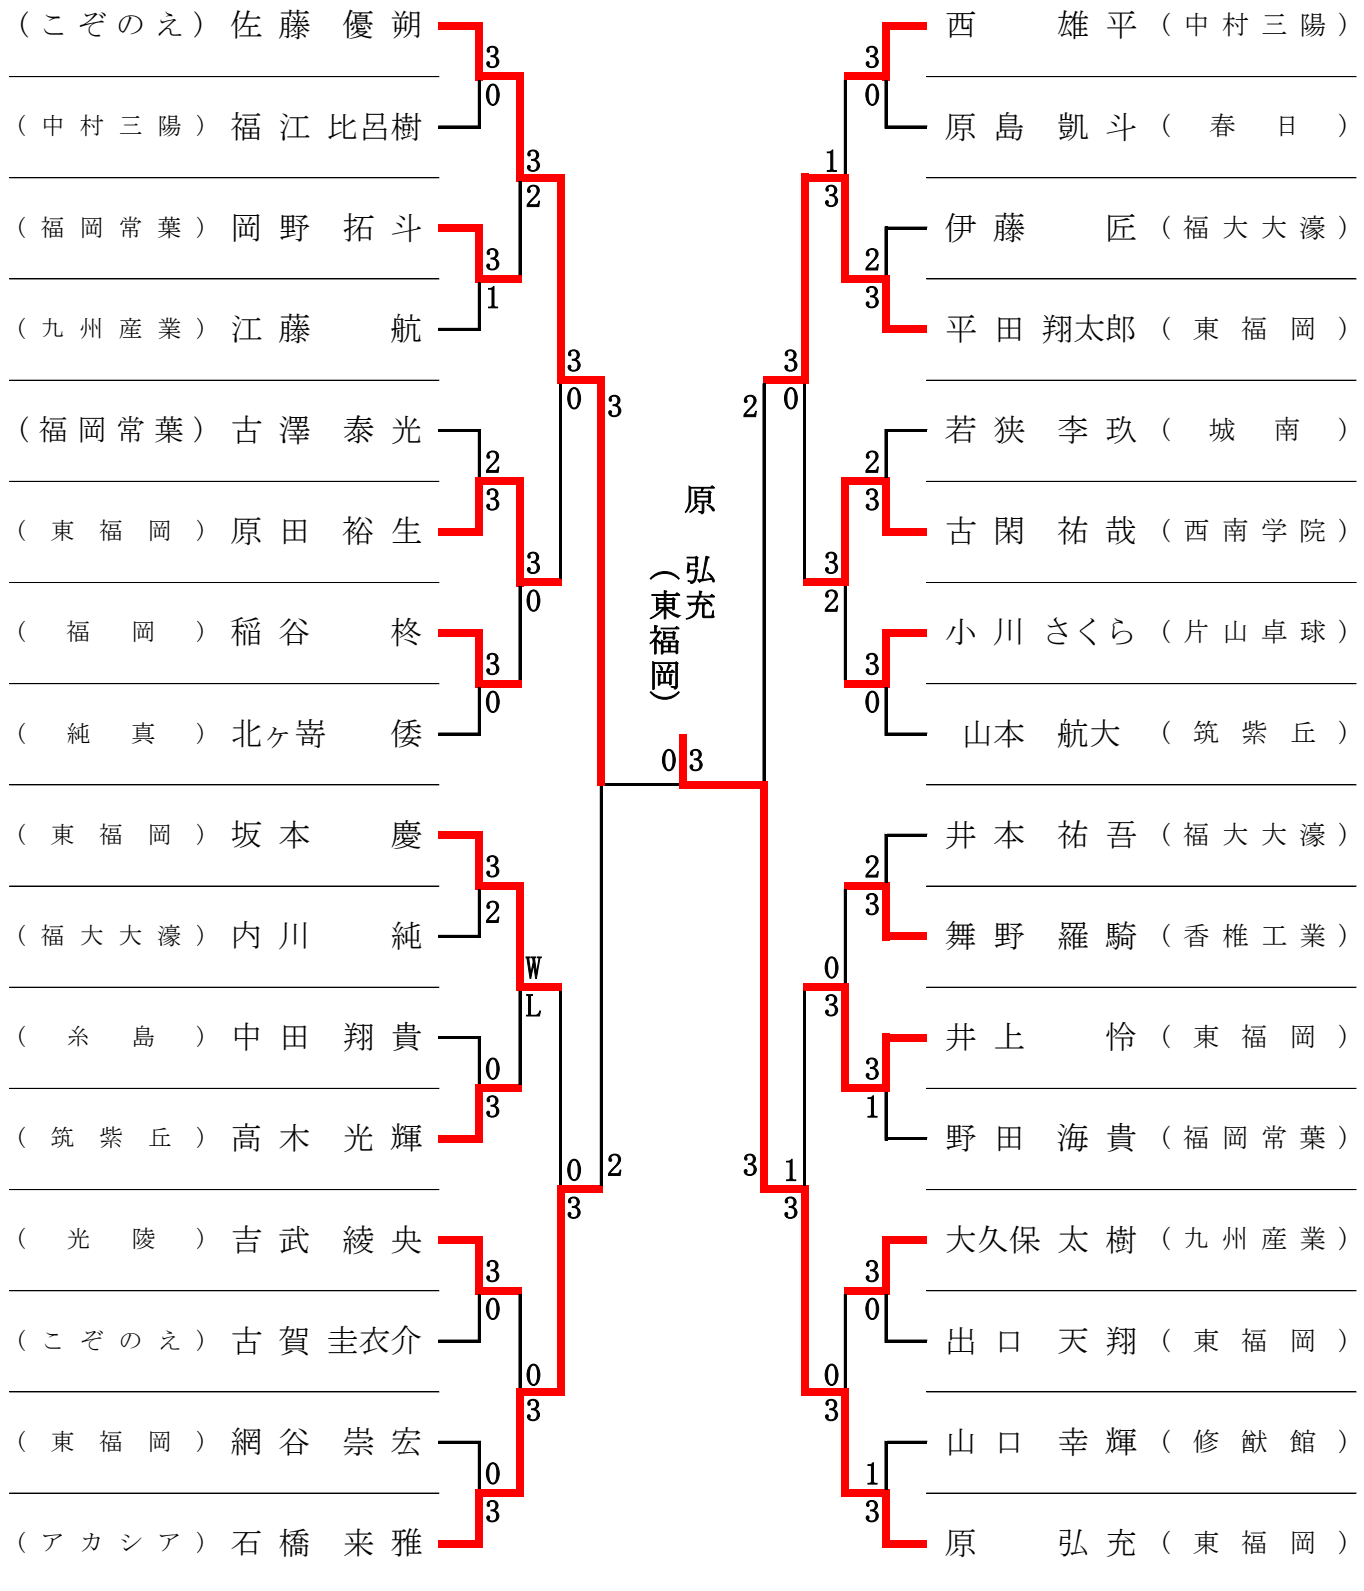 (こぞのえ) 佐藤 優朔
3
0
(中村三陽) 福江 比呂樹
3
2
(福岡常葉) 岡野 拓斗
3
1
(九州産業) 江藤 航
3
0
3
(福岡常葉) 古澤 泰光
2
3
(東福岡) 原田 裕生
3
0
(福岡) 稲谷 柊
3
0
(純真) 北ヶ嵜 倭
(東福岡) 坂本 慶
3
2
(福大大濠) 内川 純
W
L
(糸島) 中田 翔貴
0
3
(筑紫丘) 高木 光輝
0
3
2
(光陵) 吉武 綾央
3
0
(こぞのえ) 古賀 圭衣介
0
3
(東福岡) 網谷 崇宏
0
3
(アカシア) 石橋 来雅
原 弘充
(東福岡)
0 3
西 雄平 (中村三陽)
3
0
原島 凱斗 (春日)
1
3
伊藤 匠 (福大大濠)
2
3
平田 翔太郎 (東福岡)
3
0
2
若狭 李玖 (城南)
2
3
古閑 祐哉 (西南学院)
3
2
小川 さくら (片山卓球)
3
0
山本 航大 (筑紫丘)
井本 祐吾 (福大大濠)
2
3
舞野 羅騎 (香椎工業)
0
3
井上 怜 (東福岡)
3
1
野田 海貴 (福岡常葉)
3
1
3
大久保 太樹 (九州産業)
3
0
出口 天翔 (東福岡)
0
3
山口 幸輝 (修猷館)
1
3
原 弘充 (東福岡)